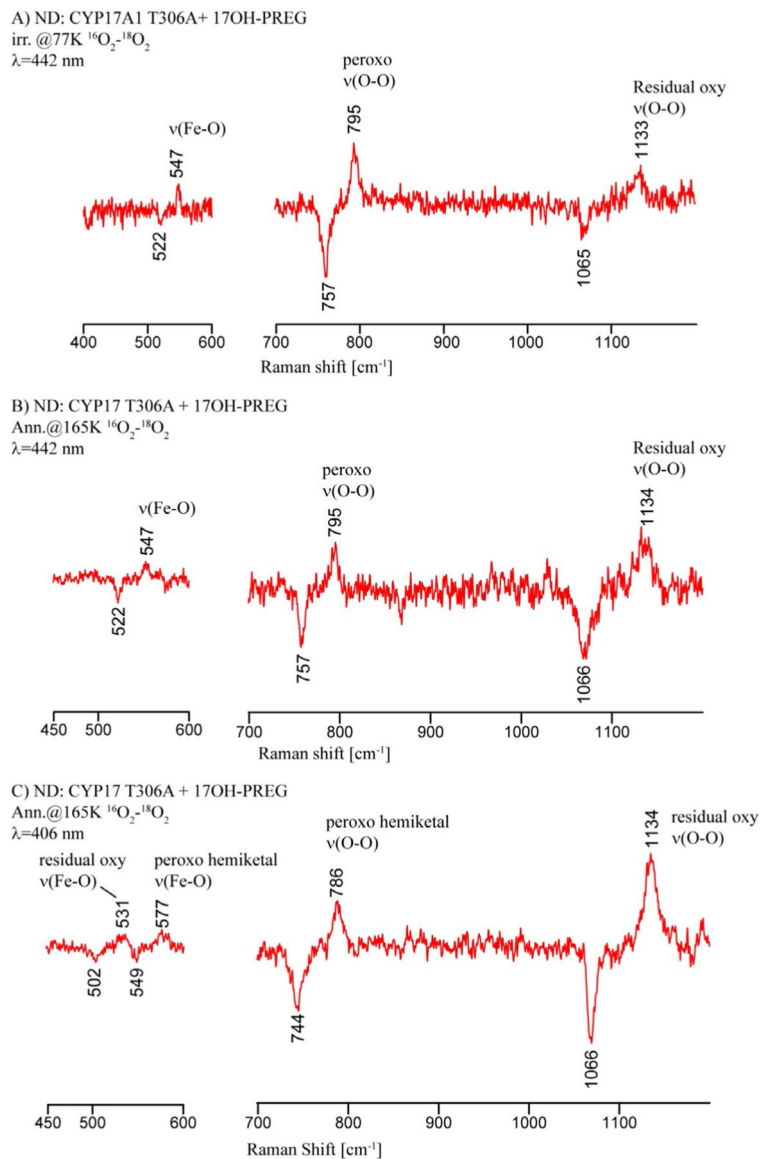 A) ND: CYP17A1 T306A+ 17OH-PREG
irr. @77K ¹⁶O₂-¹⁸O₂
λ=442 nm
ν(Fe-O)
547
522
peroxo
ν(O-O)
795
757
Residual oxy
ν(O-O)
1133
1065
400 500 600 700 800 900 1000 1100
Raman shift [cm⁻¹]
B) ND: CYP17 T306A + 17OH-PREG
Ann.@165K ¹⁶O₂-¹⁸O₂
λ=442 nm
ν(Fe-O)
547
522
peroxo
ν(O-O)
795
757
Residual oxy
ν(O-O)
1134
1066
450 500 600 700 800 900 1000 1100
Raman shift [cm⁻¹]
C) ND: CYP17 T306A + 17OH-PREG
Ann.@165K ¹⁶O₂-¹⁸O₂
λ=406 nm
residual oxy
ν(Fe-O)
531
502
549
peroxo hemiketal
ν(Fe-O)
577
peroxo hemiketal
ν(O-O)
786
744
1134
residual oxy
ν(O-O)
1066
450 500 600 700 800 900 1000 1100
Raman Shift [cm⁻¹]